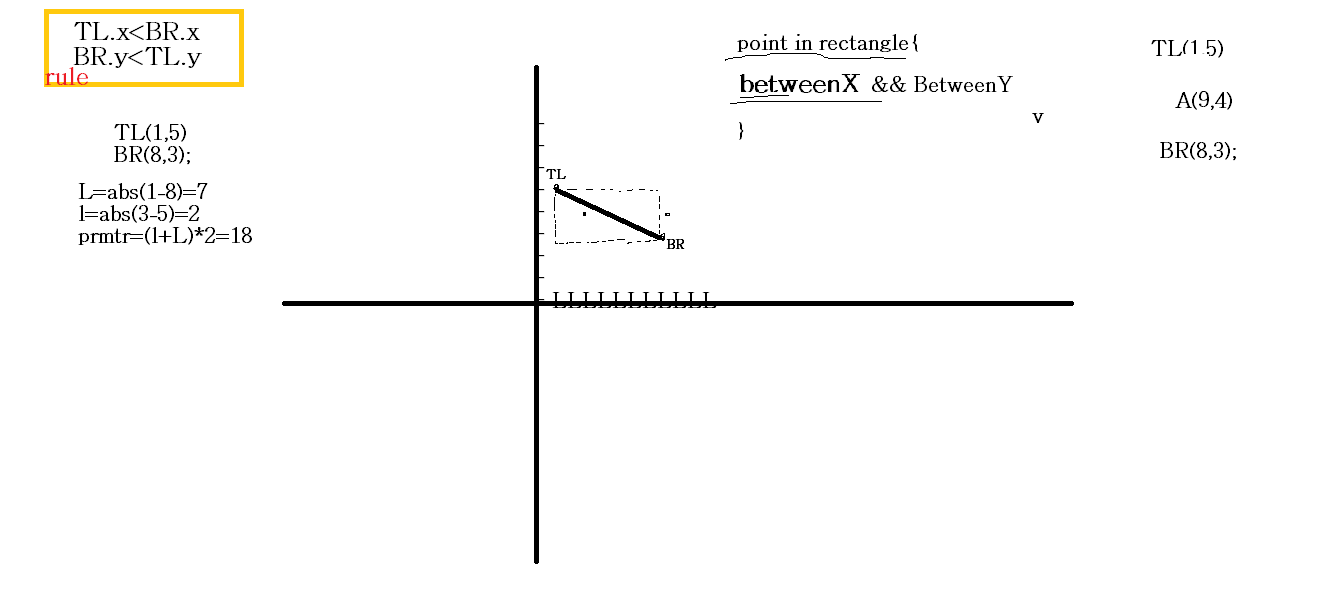 TL.x<BR.x
BR.y<TL.y
rule
TL(1,5)
BR(8,3);
L=abs(1-8)=7
l=abs(3-5)=2
prmtr=(l+L)*2=18
TL
BR
LLLLLLLLLLL
point in rectangle{
betweenX && BetweenY
v
}
TL(1.5)
A(9,4)
BR(8,3);